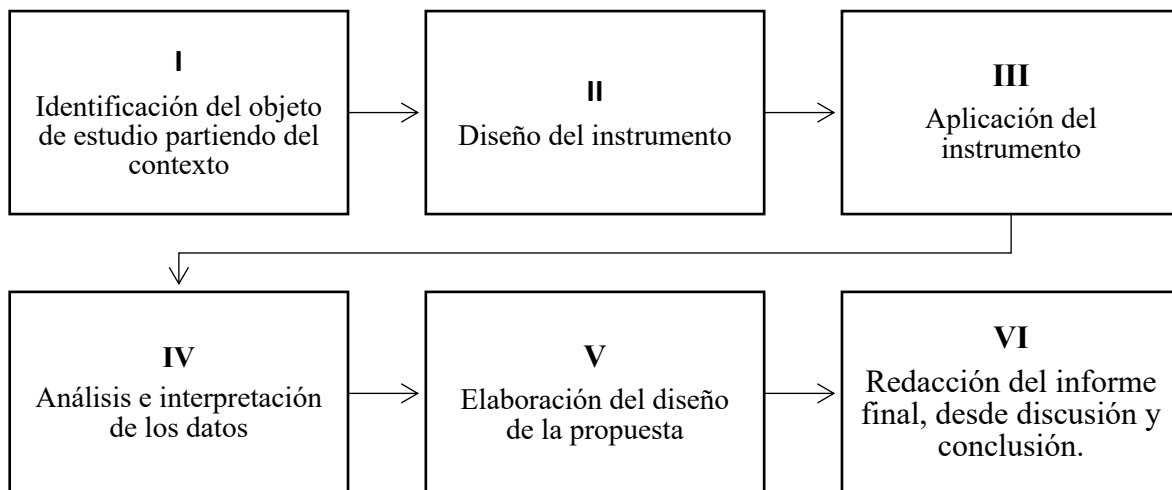 I
Identificación del objeto
de estudio partiendo del
contexto
II
Diseño del instrumento
III
Aplicación del
instrumento
IV
Análisis e interpretación
de los datos
V
Elaboración del diseño
de la propuesta
VI
Redacción del informe
final, desde discusión y
conclusión.